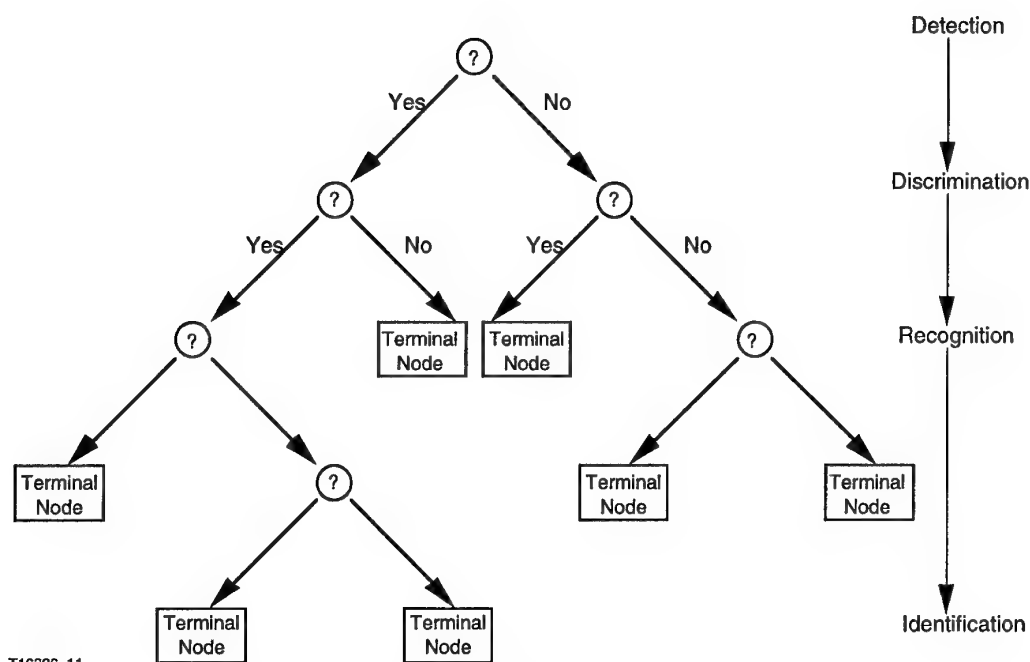 Detection
?
Yes
No
Discrimination
?
?
Yes
No
Yes
No
Recognition
?
Terminal
Node
Terminal
Node
?
Terminal
Node
?
Terminal
Node
Terminal
Node
Terminal
Node
Terminal
Node
Identification